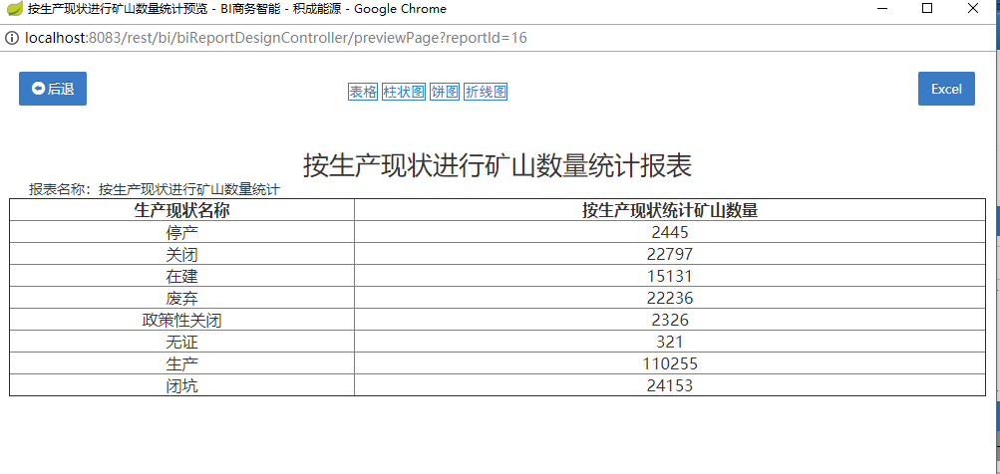 按生产现状进行矿山数量统计预览 - BI商务智能 - 积成能源 - Google Chrome
localhost:8083/rest/bi/biReportDesignController/previewPage?reportId=16
后退 表格 柱状图 饼图 折线图 Excel
按生产现状进行矿山数量统计报表
报表名称：按生产现状进行矿山数量统计
生产现状名称 按生产现状统计矿山数量
停产 2445
关闭 22797
在建 15131
废弃 22236
政策性关闭 2326
无证 321
生产 110255
闭坑 24153